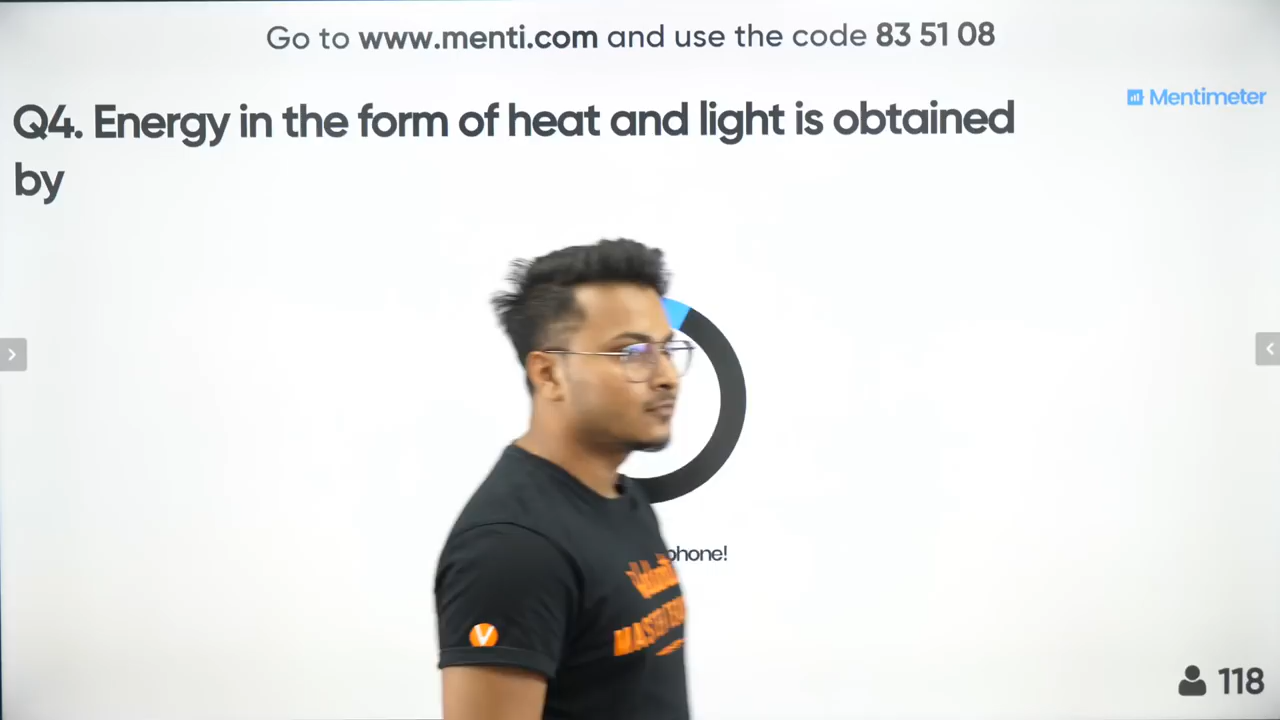 Go to www.menti.com and use the code 83 51 08
Mentimeter
Q4. Energy in the form of heat and light is obtained
by
phone!
118